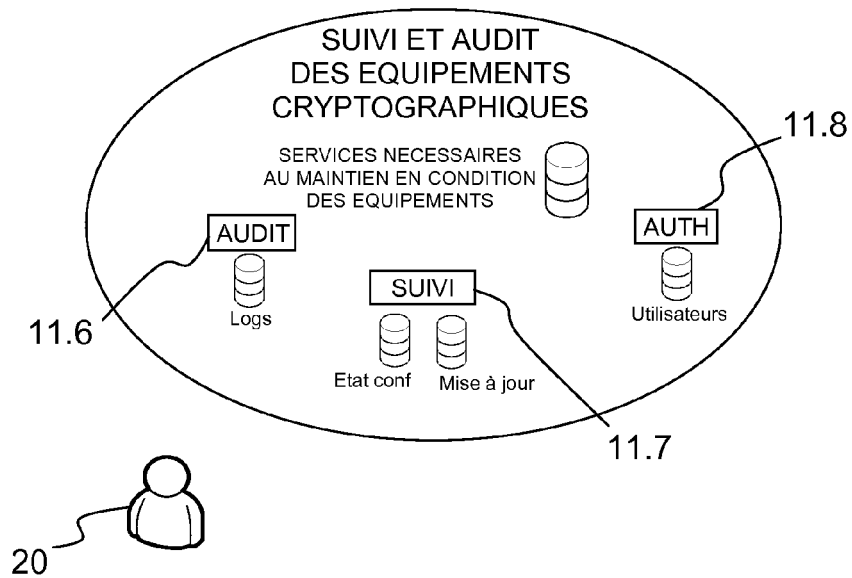 SUIVI ET AUDIT
DES EQUIPEMENTS
CRYPTOGRAPHIQUES
11.8
SERVICES NECESSAIRES
AU MAINTIEN EN CONDITION
DES EQUIPEMENTS
AUDIT
AUTH
SUIVI
Logs
Utilisateurs
11.6
Etat conf
Mise à jour
11.7
20